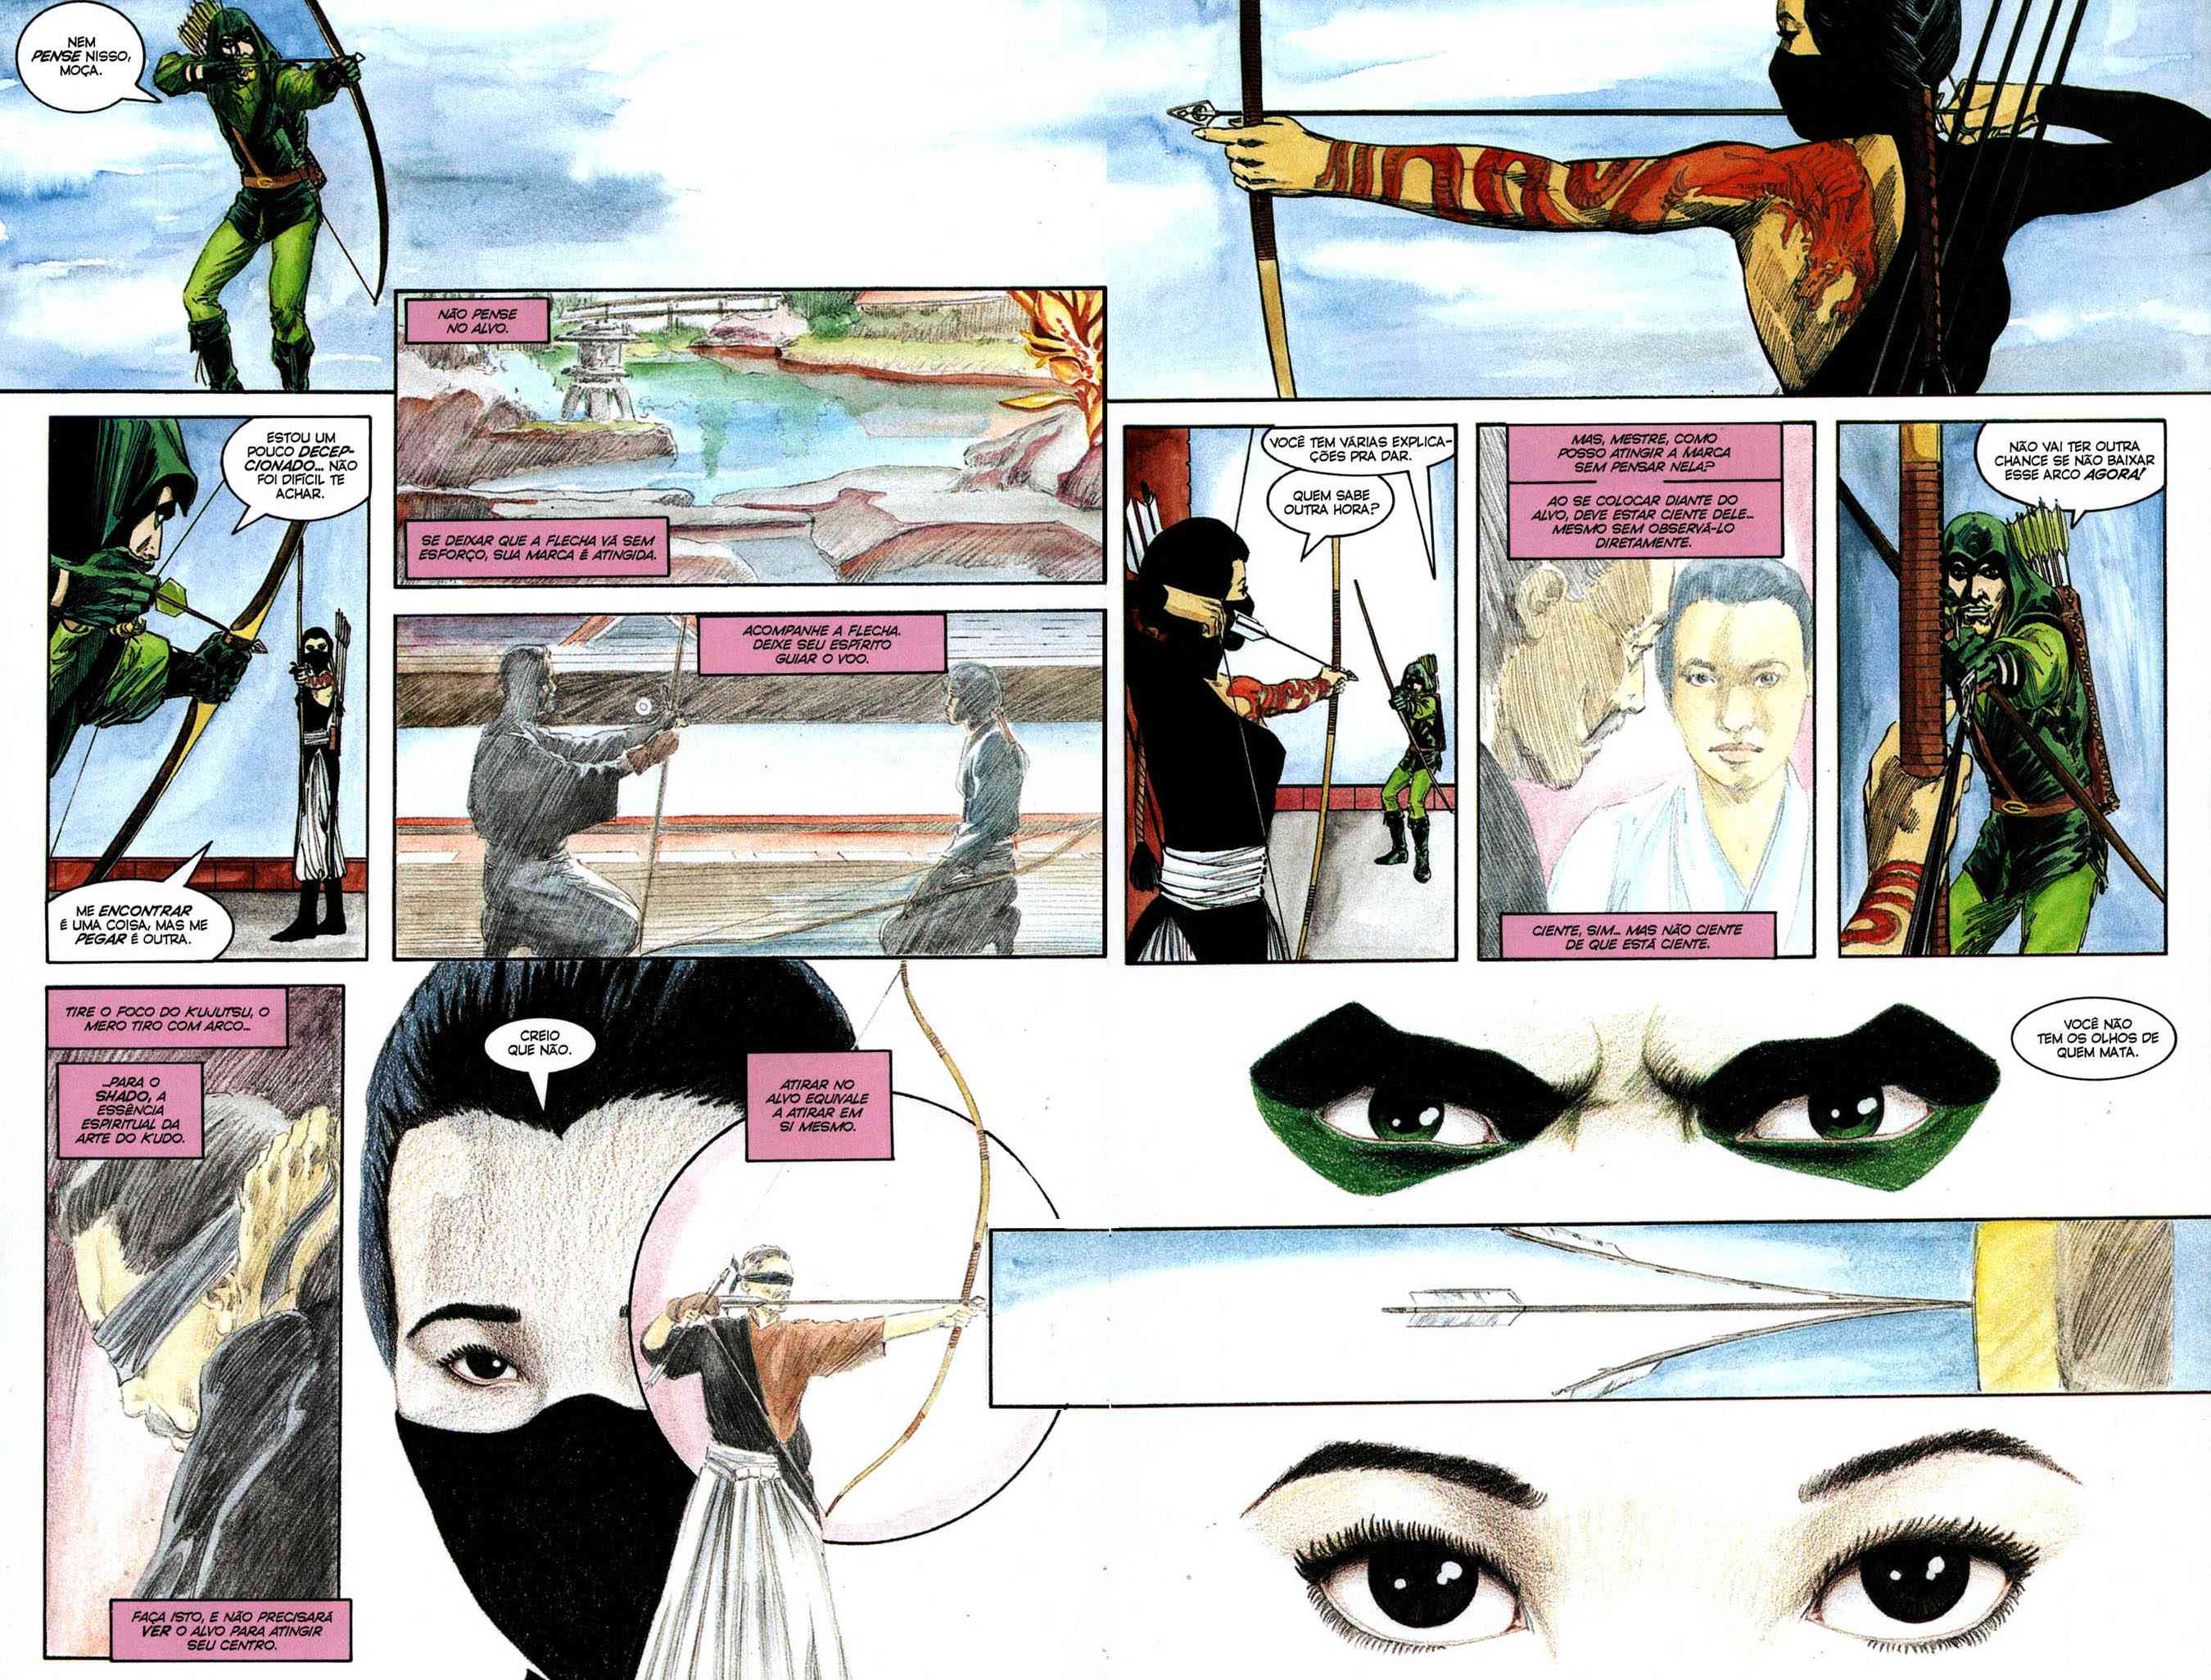 NEM
PENSE NISSO,
MOÇA.
NÃO PENSE
NO ALVO.
SE DEIXAR QUE A FLECHA VÁ SEM
ESFORÇO, SUA MARCA É ATINGIDA.
ESTOU UM
POUCO DECEP-
CIONADO... NÃO
FOI DIFÍCIL TE
ACHAR.
ME ENCONTRAR
É UMA COISA, MAS ME
PEGAR É OUTRA.
ACOMPANHE A FLECHA.
DEIXE SEU ESPÍRITO
GUIAR O VOO.
VOCÊ TEM VÁRIAS EXPLICA-
ÇÕES PRA DAR.
QUEM SABE
OUTRA HORA?
MAS, MESTRE, COMO
POSSO ATINGIR A MARCA
SEM PENSAR NELA?
AO SE COLOCAR DIANTE DO
ALVO, DEVE ESTAR CIENTE DELE...
MESMO SEM OBSERVÁ-LO
DIRETAMENTE.
CIENTE, SIM... MAS NÃO CIENTE
DE QUE ESTÁ CIENTE.
NÃO VAI TER OUTRA
CHANCE SE NÃO BAIXAR
ESSE ARCO AGORA!
TIRE O FOCO DO KUJUTSU, O
MERO TIRO COM ARCO...
...PARA O
SHADO, A
ESSÊNCIA
ESPIRITUAL DA
ARTE DO KUDO.
FAÇA ISTO, E NÃO PRECISARÁ
VER O ALVO PARA ATINGIR
SEU CENTRO.
CREIO
QUE NÃO.
ATIRAR NO
ALVO EQUIVALE
A ATIRAR EM
SI MESMO.
VOCÊ NÃO
TEM OS OLHOS DE
QUEM MATA.